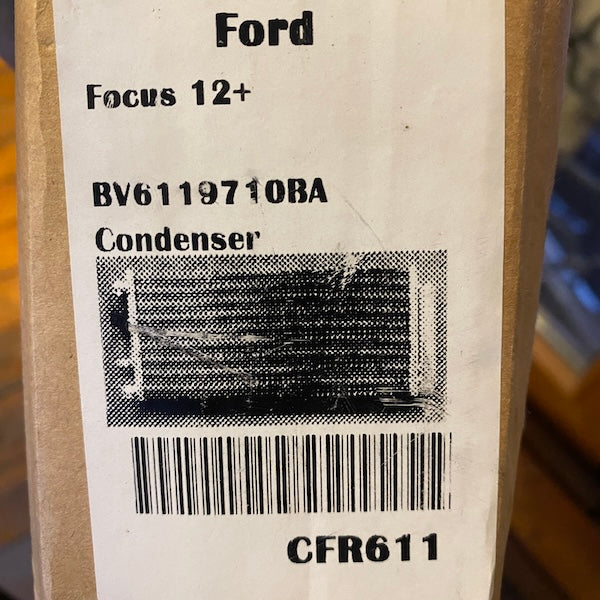 Ford
Focus 12+
BV6119710BA
Condenser
CFR611